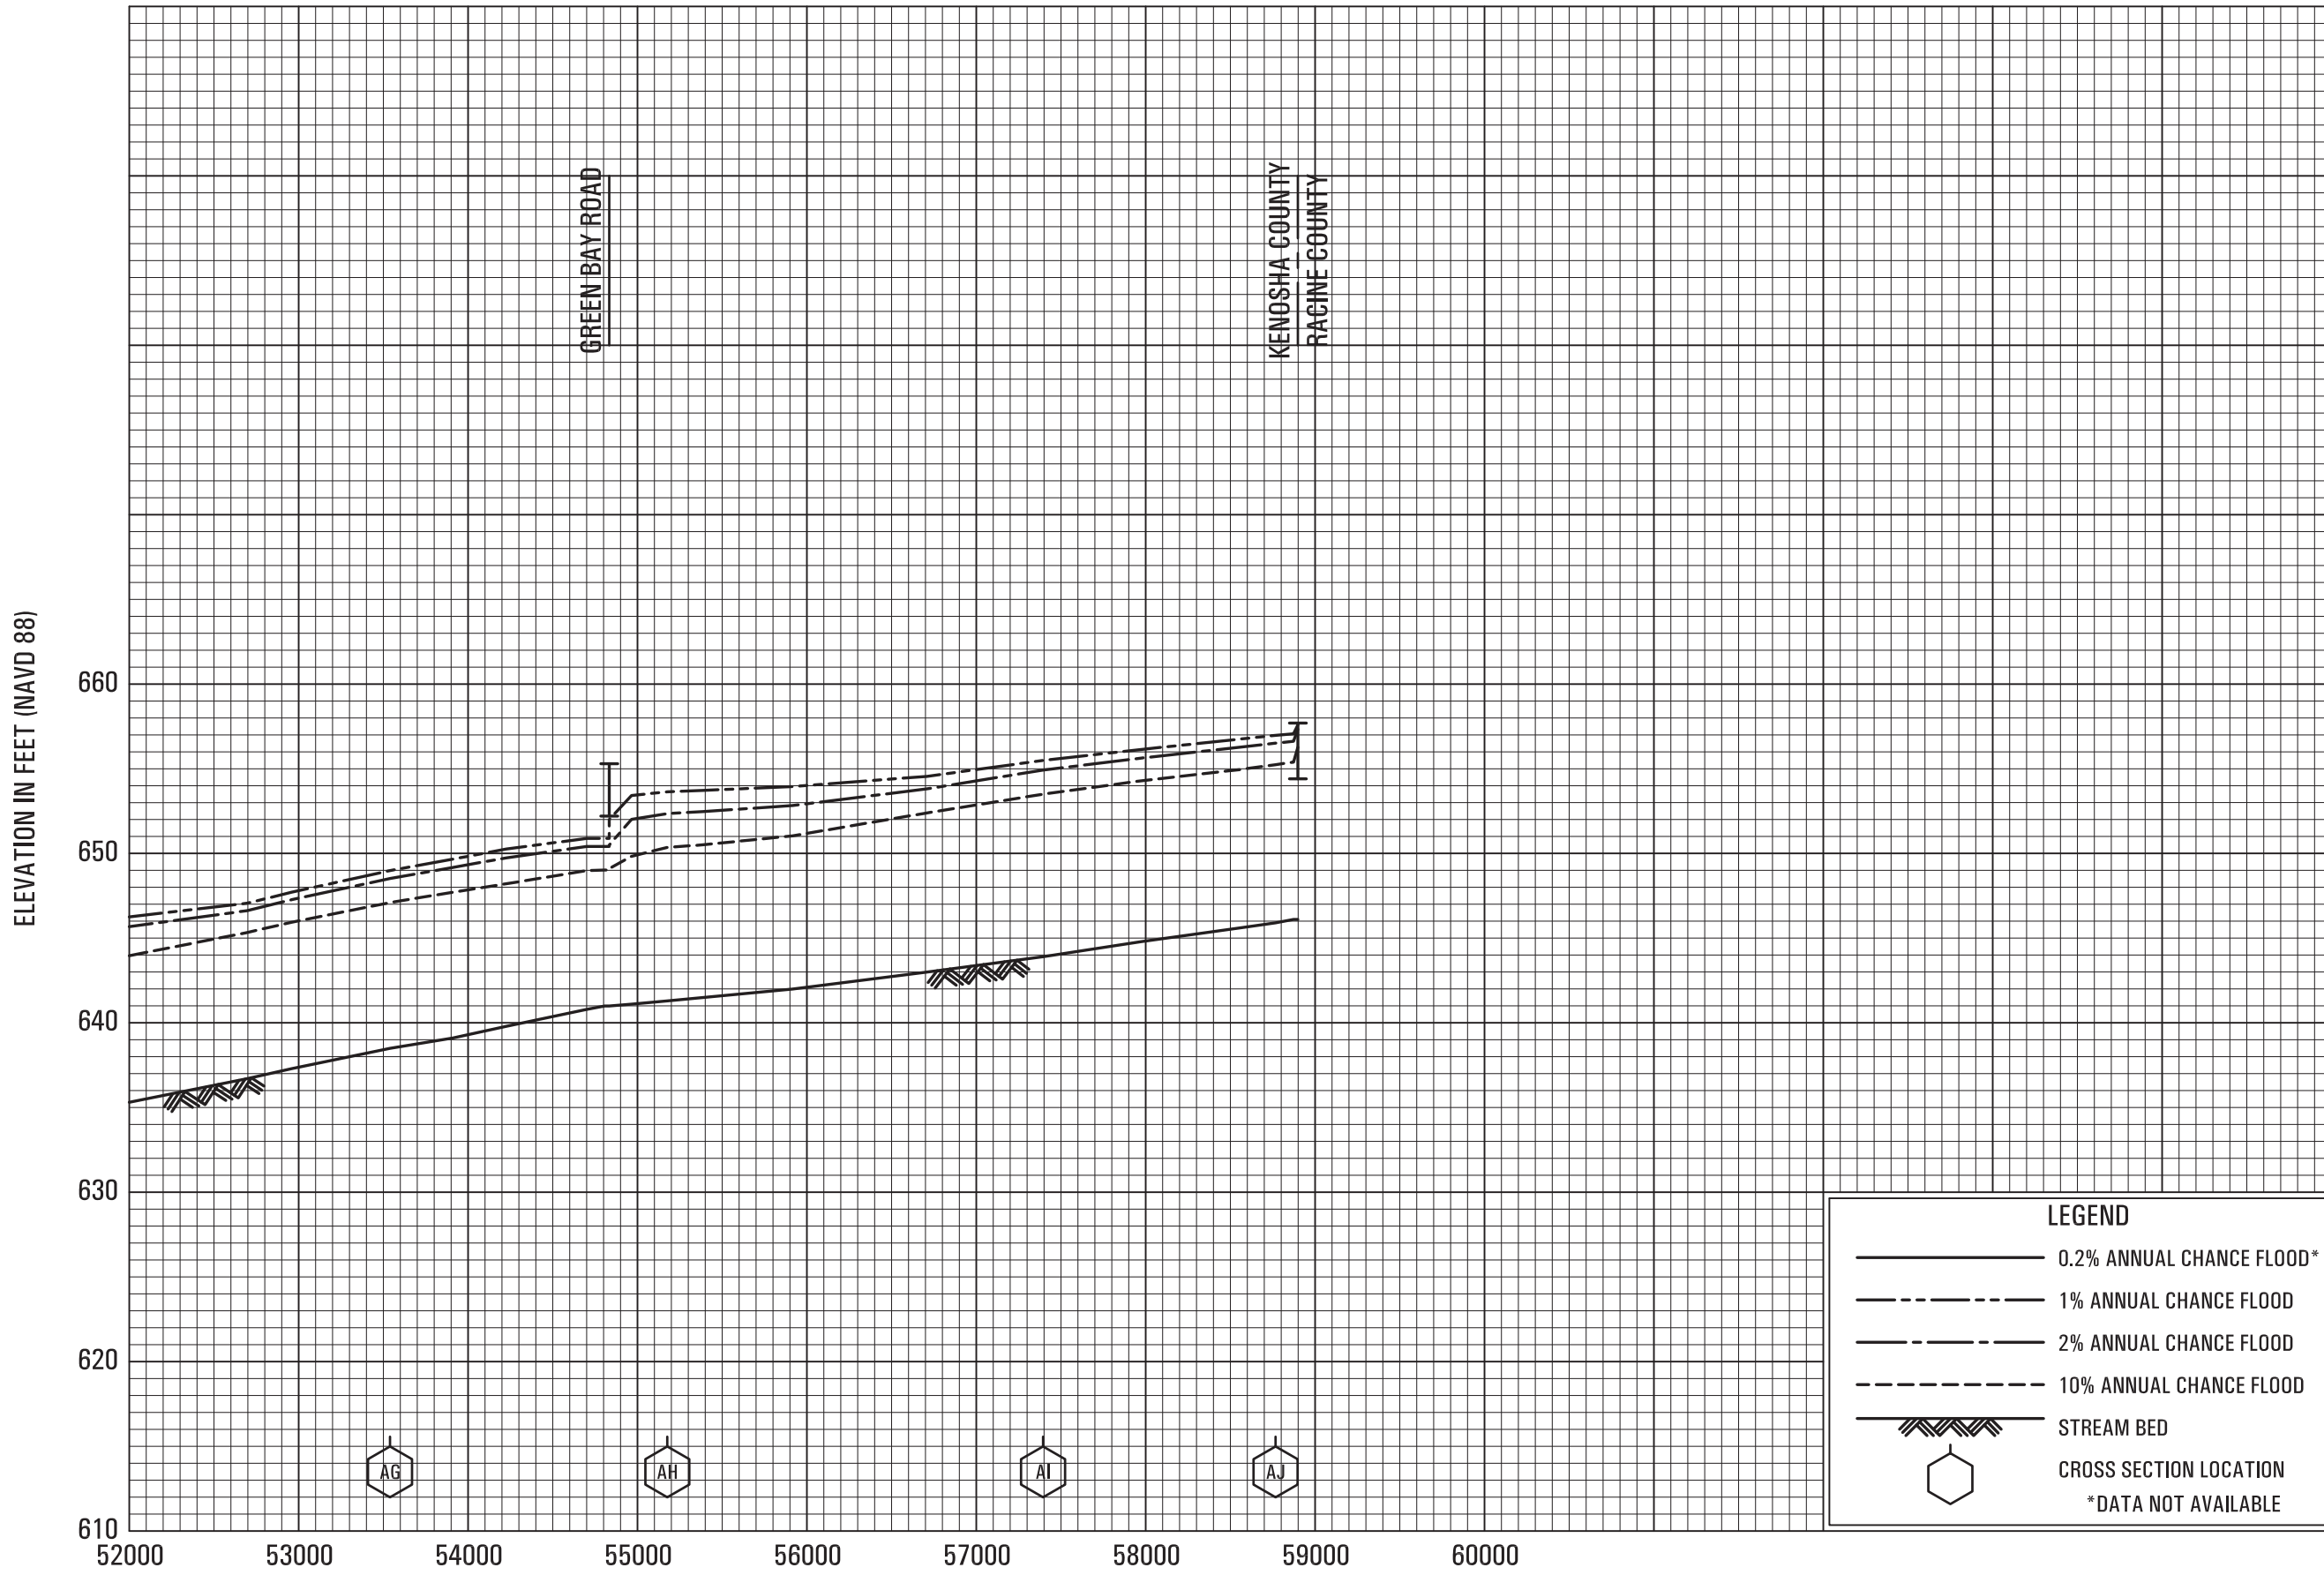 GREEN BAY ROAD
KENOSHA COUNTY
RACINE COUNTY
ELEVATION IN FEET (NAVD 88)
660
650
640
630
620
610
AG
AH
AI
AJ
52000 53000 54000 55000 56000 57000 58000 59000 60000
LEGEND
0.2% ANNUAL CHANCE FLOOD*
1% ANNUAL CHANCE FLOOD
2% ANNUAL CHANCE FLOOD
10% ANNUAL CHANCE FLOOD
STREAM BED
CROSS SECTION LOCATION
*DATA NOT AVAILABLE